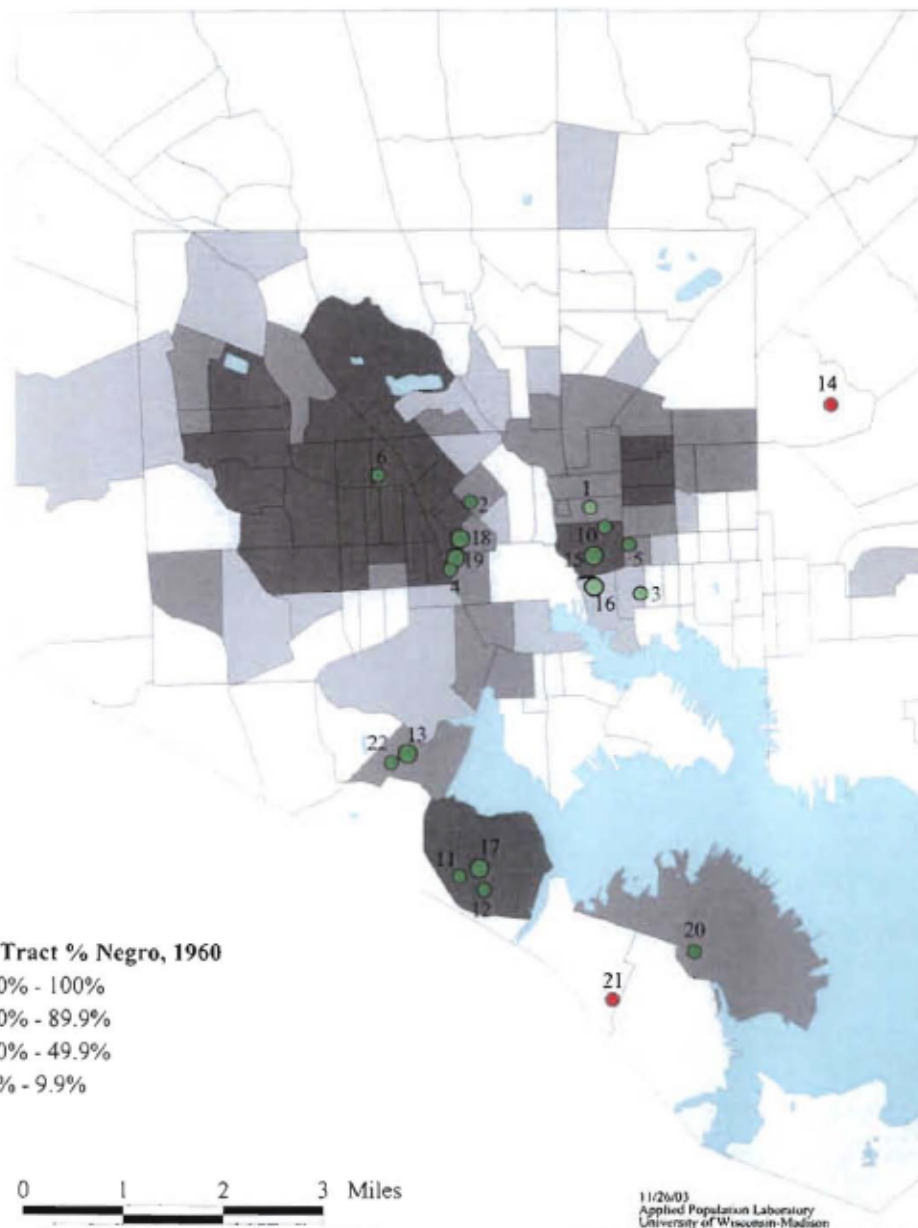 14
6
2
1
18
10
15
5
19
4
7
16
3
22
13
11
17
12
20
21
Tract % Negro, 1960
0% - 100%
0% - 89.9%
0% - 49.9%
% - 9.9%
0 1 2 3 Miles
11/26/03
Applied Population Laboratory
University of Wisconsin-Madison